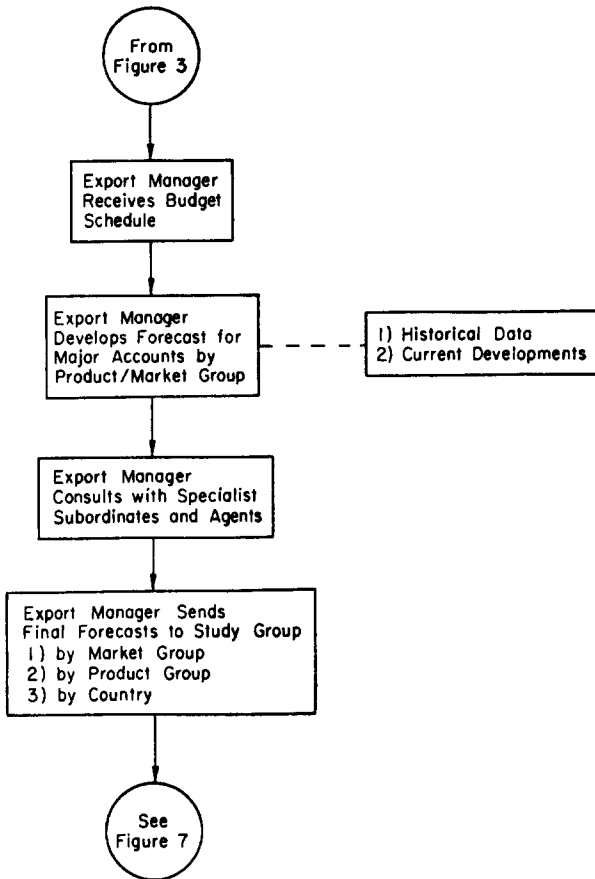 From
Figure 3
Export Manager
Receives Budget
Schedule
Export Manager
Develops Forecast for
Major Accounts by
Product/Market Group
1) Historical Data
2) Current Developments
Export Manager
Consults with Specialist
Subordinates and Agents
Export Manager Sends
Final Forecasts to Study Group
1) by Market Group
2) by Product Group
3) by Country
See
Figure 7